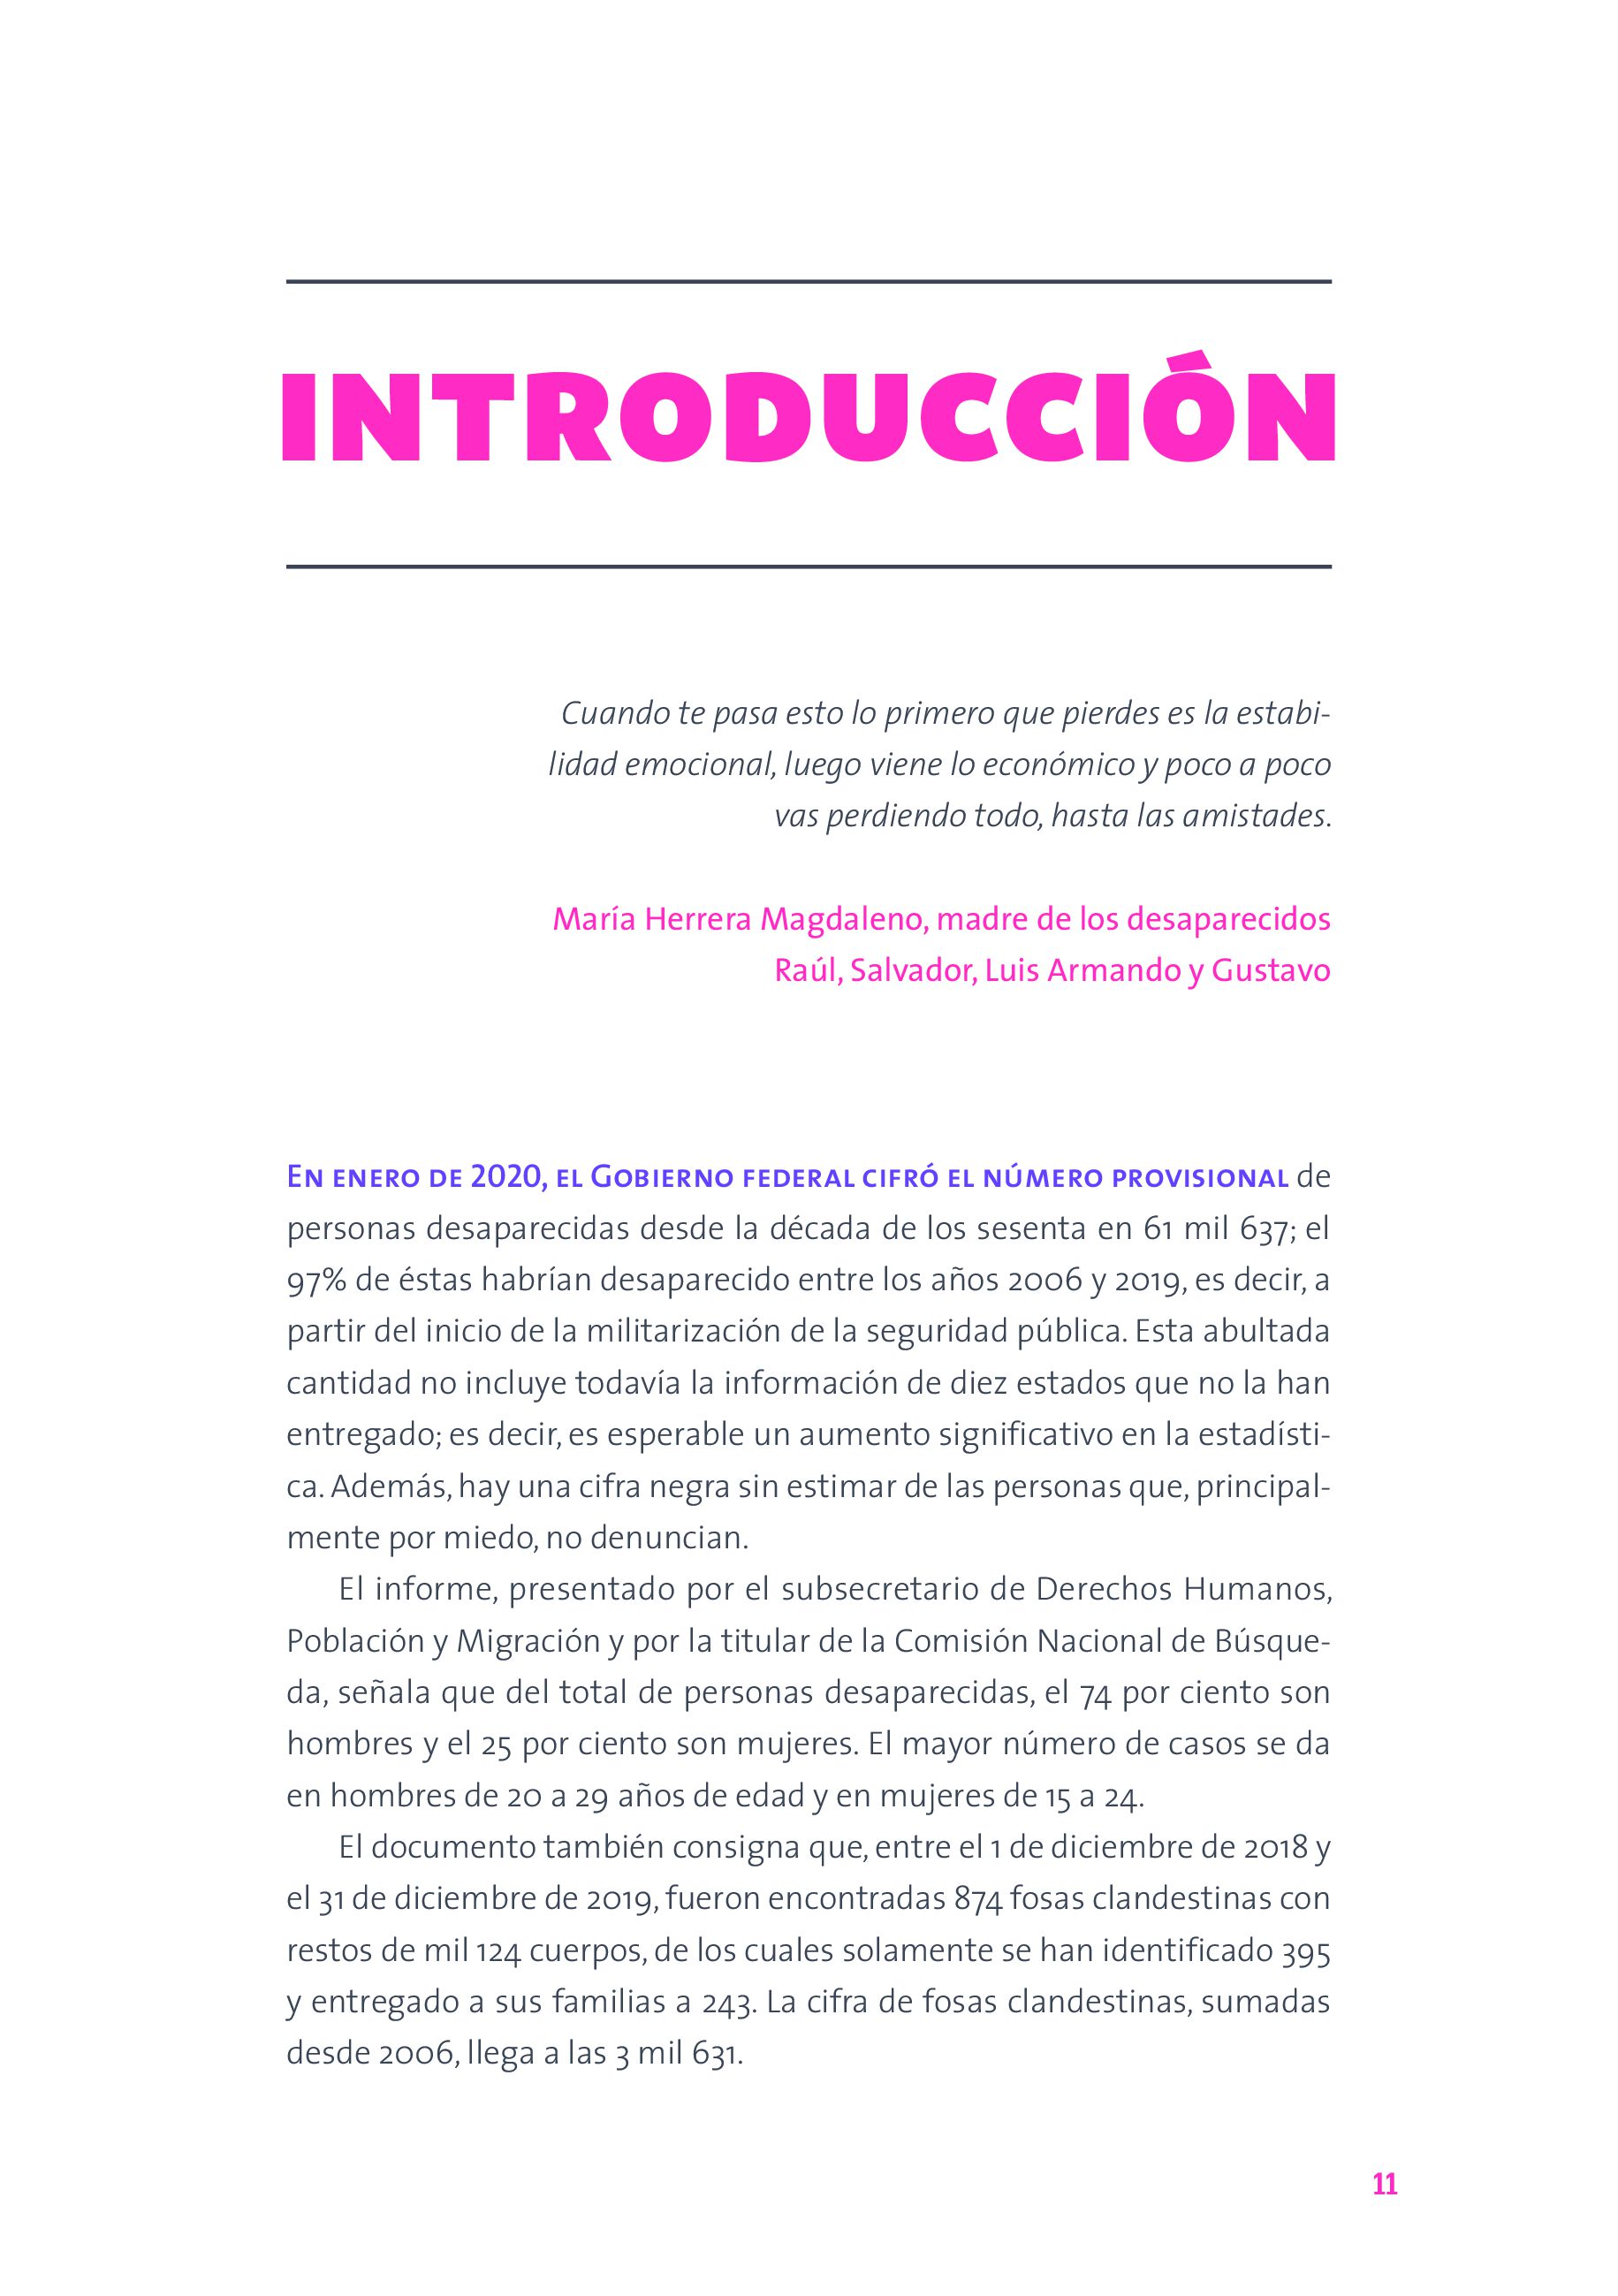 INTRODUCCIÓN
Cuando te pasa esto lo primero que pierdes es la estabi-
lidad emocional, luego viene lo económico y poco a poco
vas perdiendo todo, hasta las amistades.
María Herrera Magdaleno, madre de los desaparecidos
Raúl, Salvador, Luis Armando y Gustavo
En enero de 2020, el Gobierno federal cifró el número provisional de
personas desaparecidas desde la década de los sesenta en 61 mil 637; el
97% de éstas habrían desaparecido entre los años 2006 y 2019, es decir, a
partir del inicio de la militarización de la seguridad pública. Esta abultada
cantidad no incluye todavía la información de diez estados que no la han
entregado; es decir, es esperable un aumento significativo en la estadísti-
ca. Además, hay una cifra negra sin estimar de las personas que, principal-
mente por miedo, no denuncian.
El informe, presentado por el subsecretario de Derechos Humanos,
Población y Migración y por la titular de la Comisión Nacional de Búsque-
da, señala que del total de personas desaparecidas, el 74 por ciento son
hombres y el 25 por ciento son mujeres. El mayor número de casos se da
en hombres de 20 a 29 años de edad y en mujeres de 15 a 24.
El documento también consigna que, entre el 1 de diciembre de 2018 y
el 31 de diciembre de 2019, fueron encontradas 874 fosas clandestinas con
restos de mil 124 cuerpos, de los cuales solamente se han identificado 395
y entregado a sus familias a 243. La cifra de fosas clandestinas, sumadas
desde 2006, llega a las 3 mil 631.
11